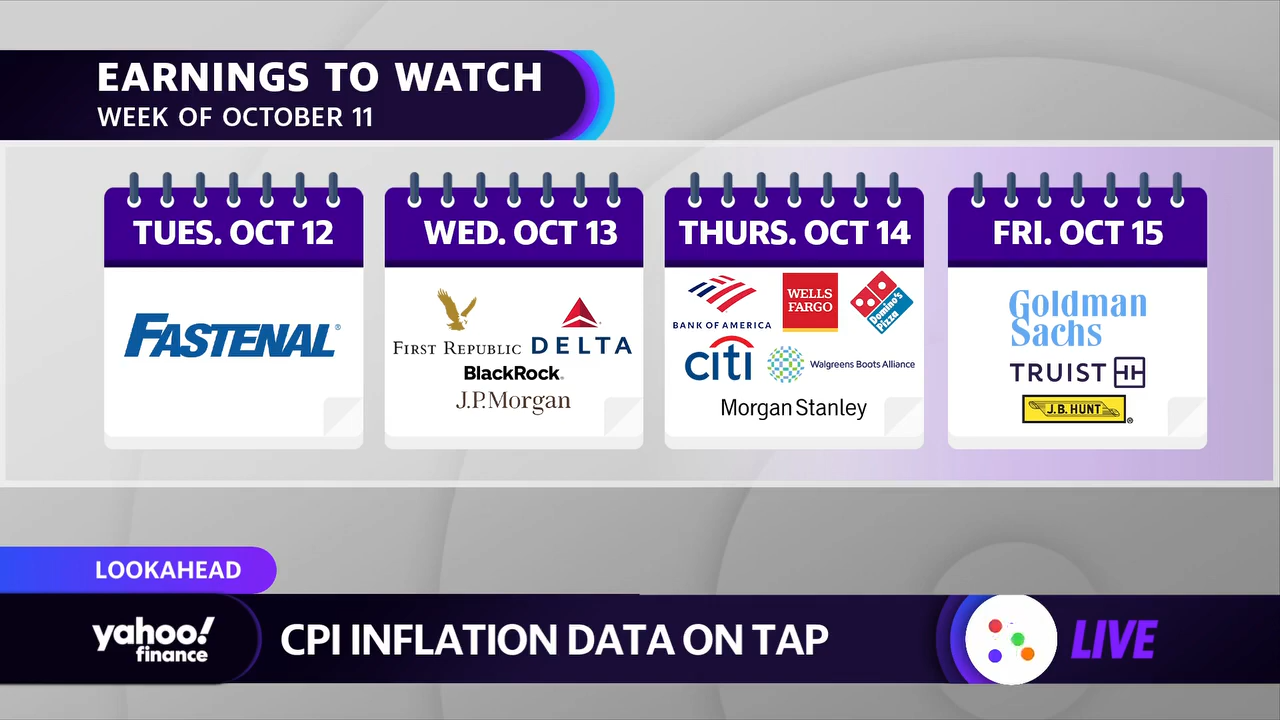 EARNINGS TO WATCH
WEEK OF OCTOBER 11
TUES. OCT 12
FASTENAL®
WED. OCT 13
FIRST REPUBLIC
DELTA
BlackRock.
J.P.Morgan
THURS. OCT 14
BANK OF AMERICA
WELLS
FARGO
Domino's
Pizza
citi
Walgreens Boots Alliance
Morgan Stanley
FRI. OCT 15
Goldman
Sachs
TRUIST
J.B. HUNT®
LOOKAHEAD
yahoo!
finance
CPI INFLATION DATA ON TAP
LIVE